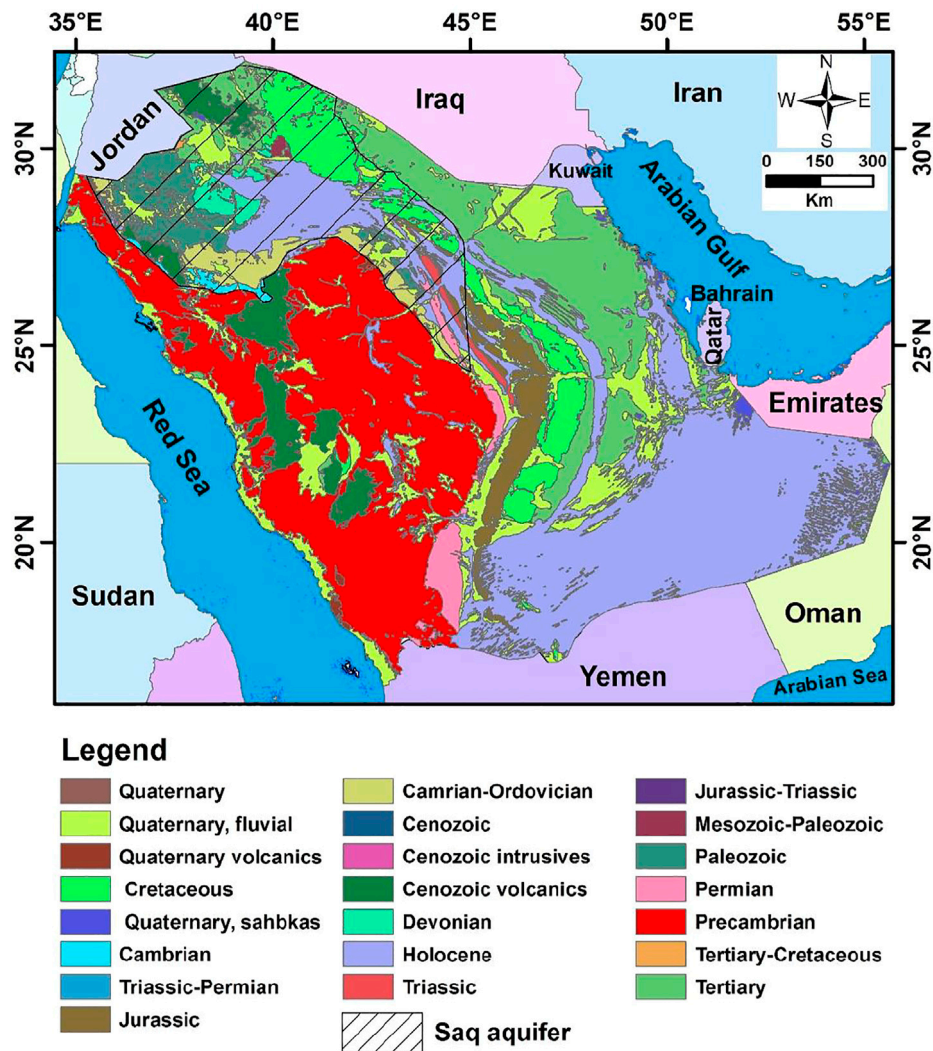 35°E 40°E 45°E 50°E 55°E
N
W E
S
0 150 300
Km
Jordan
Iraq
Iran
Kuwait
Arabian Gulf
Bahrain
Qatar
Emirates
Red Sea
Sudan
Oman
Yemen
Arabian Sea
30°N 30°N
25°N 25°N
20°N 20°N
Legend
Quaternary
Quaternary, fluvial
Quaternary volcanics
Cretaceous
Quaternary, sahbkas
Cambrian
Triassic-Permian
Jurassic
Camrian-Ordovician
Cenozoic
Cenozoic intrusives
Cenozoic volcanics
Devonian
Holocene
Triassic
Saq aquifer
Jurassic-Triassic
Mesozoic-Paleozoic
Paleozoic
Permian
Precambrian
Tertiary-Cretaceous
Tertiary